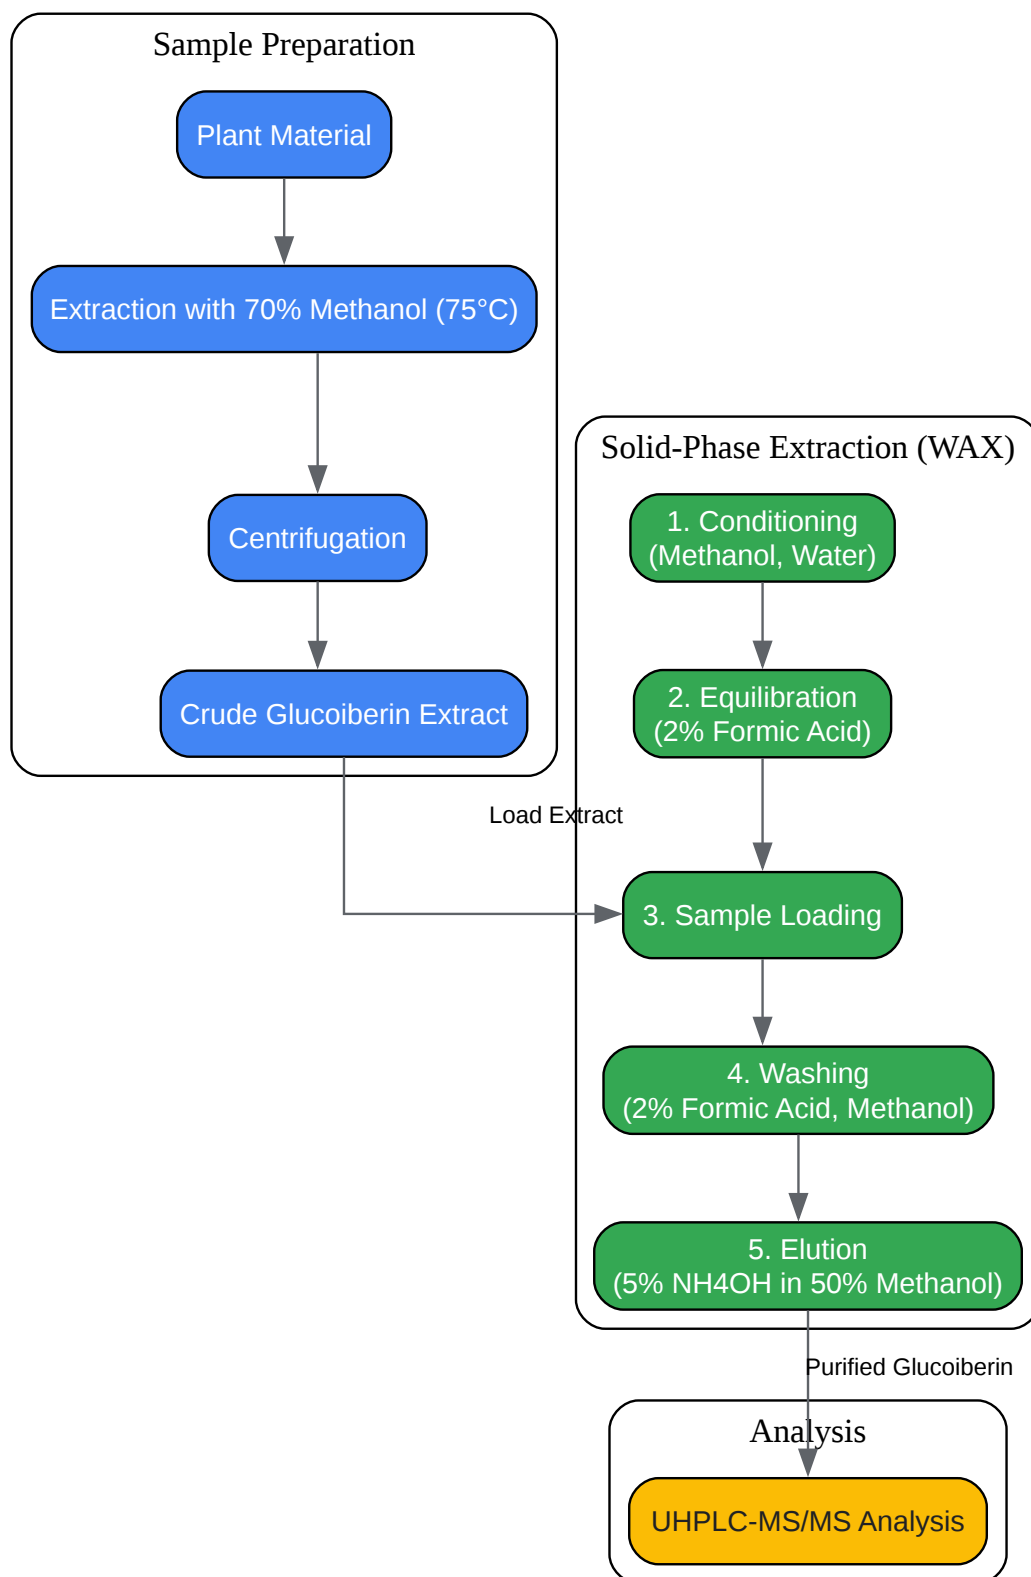 Sample Preparation
Plant Material
Extraction with 70% Methanol (75°C)
Centrifugation
Crude Glucoiberin Extract
Load Extract
Solid-Phase Extraction (WAX)
1. Conditioning
(Methanol, Water)
2. Equilibration
(2% Formic Acid)
3. Sample Loading
4. Washing
(2% Formic Acid, Methanol)
5. Elution
(5% NH4OH in 50% Methanol)
Purified Glucoiberin
Analysis
UHPLC-MS/MS Analysis